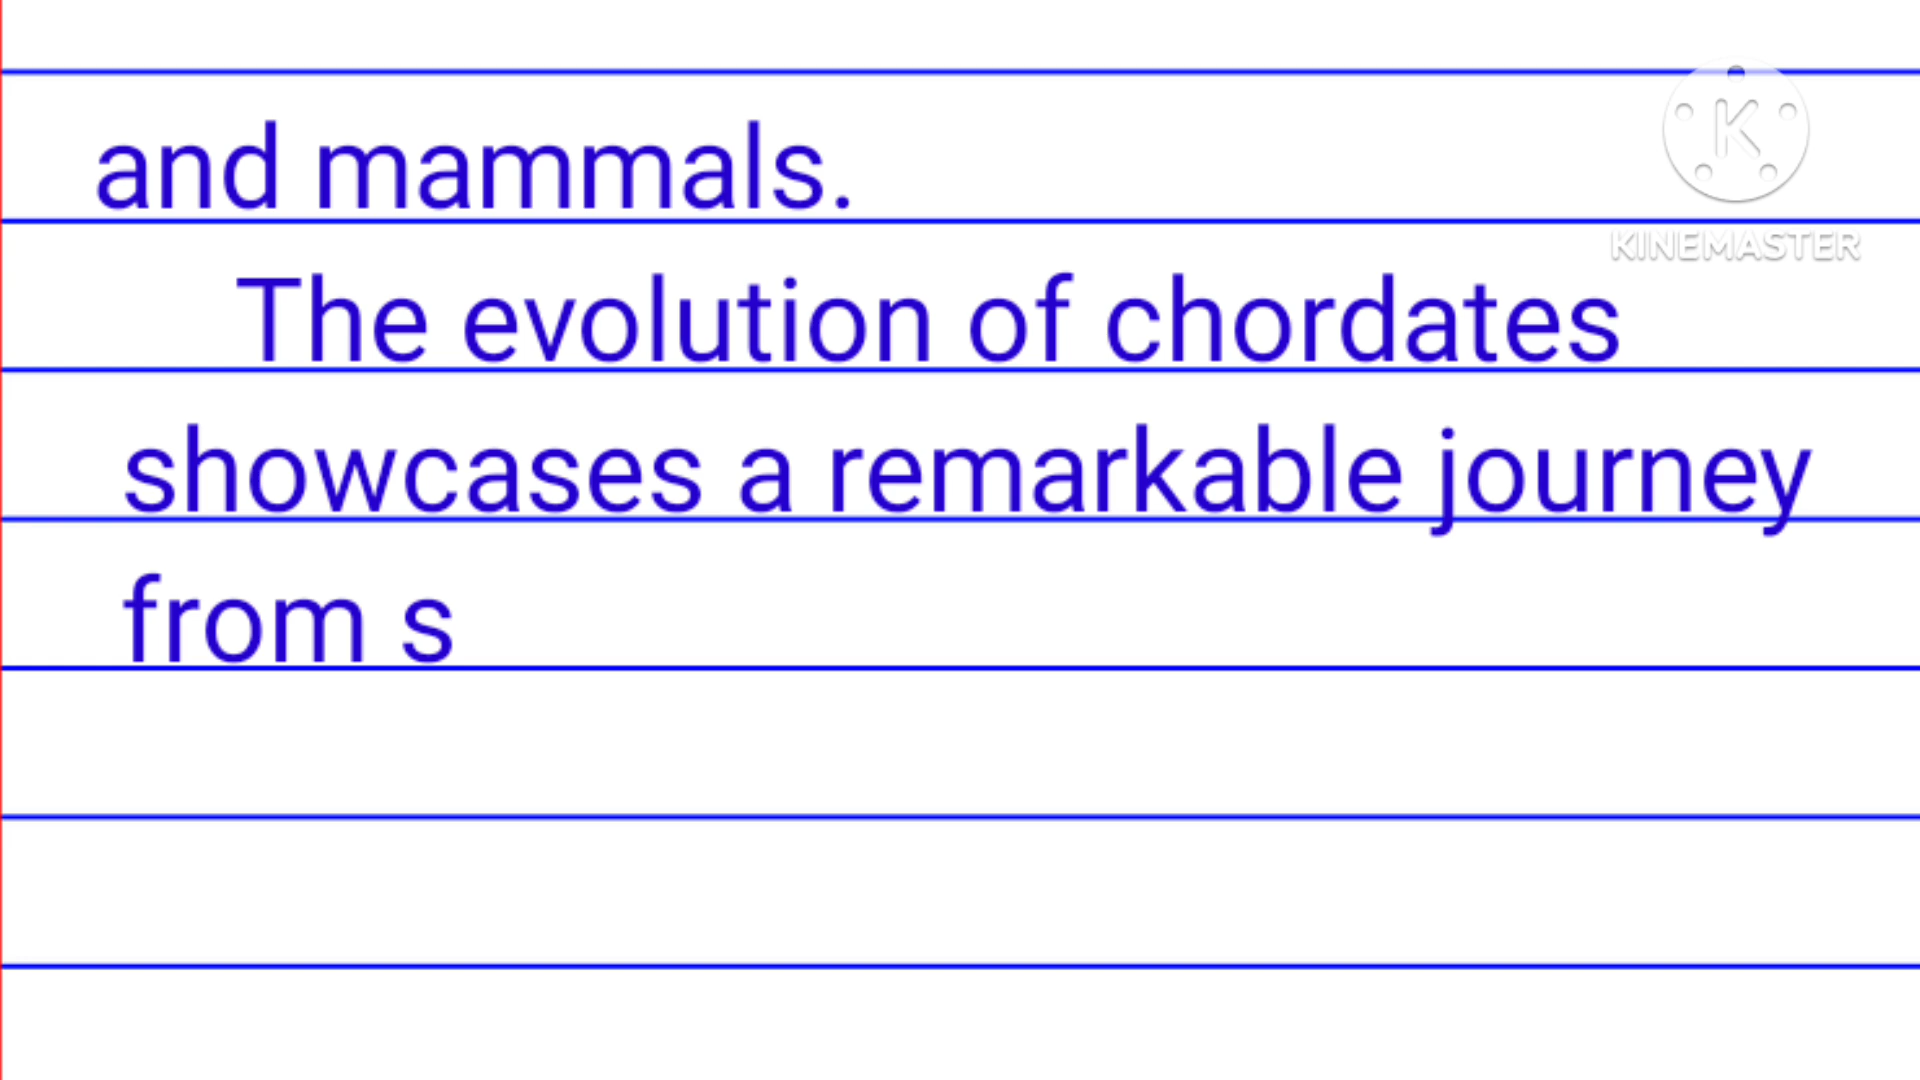 and mammals.
KINEMASTER
The evolution of chordates
showcases a remarkable journey
from s